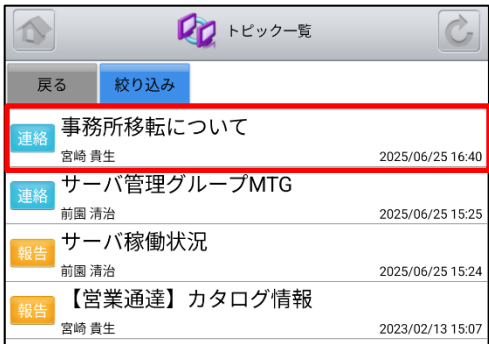 トピック一覧
戻る 絞り込み
連絡 事務所移転について
宮崎 貴生 2025/06/25 16:40
連絡 サーバ管理グループMTG
前園 清治 2025/06/25 15:25
報告 サーバ稼働状況
前園 清治 2025/06/25 15:24
報告 【営業通達】カタログ情報
宮崎 貴生 2023/02/13 15:07